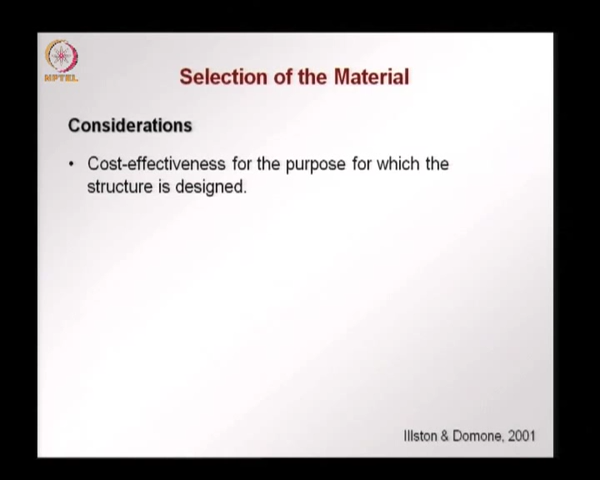 NPTEL
Selection of the Material
Considerations
• Cost-effectiveness for the purpose for which the
structure is designed.
Illston & Domone, 2001